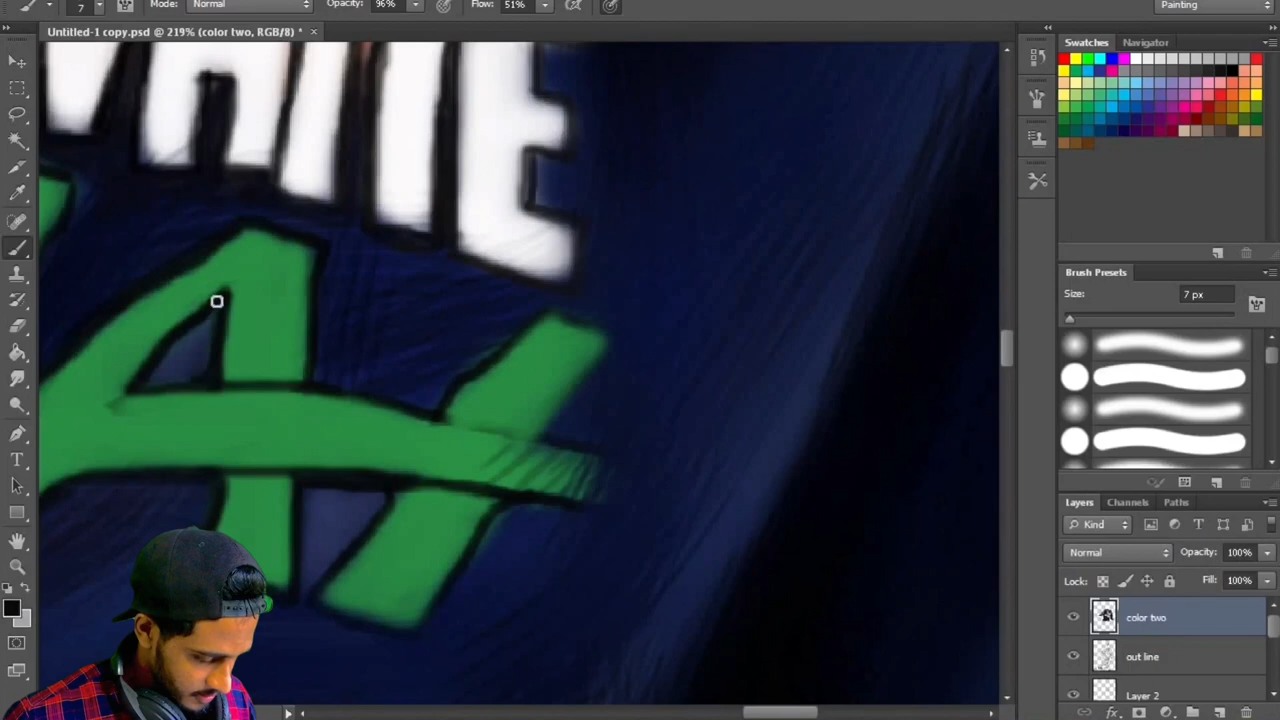 7 Mode: Normal Opacity: 96% Flow: 51% Painting
Untitled-1 copy.psd @ 219% (color two, RGB/8) * ×
Swatches Navigator
Brush Presets
Size: 7 px
Layers Channels Paths
Kind
Normal Opacity: 100%
Lock: Fill: 100%
color two
out line
Layer 2